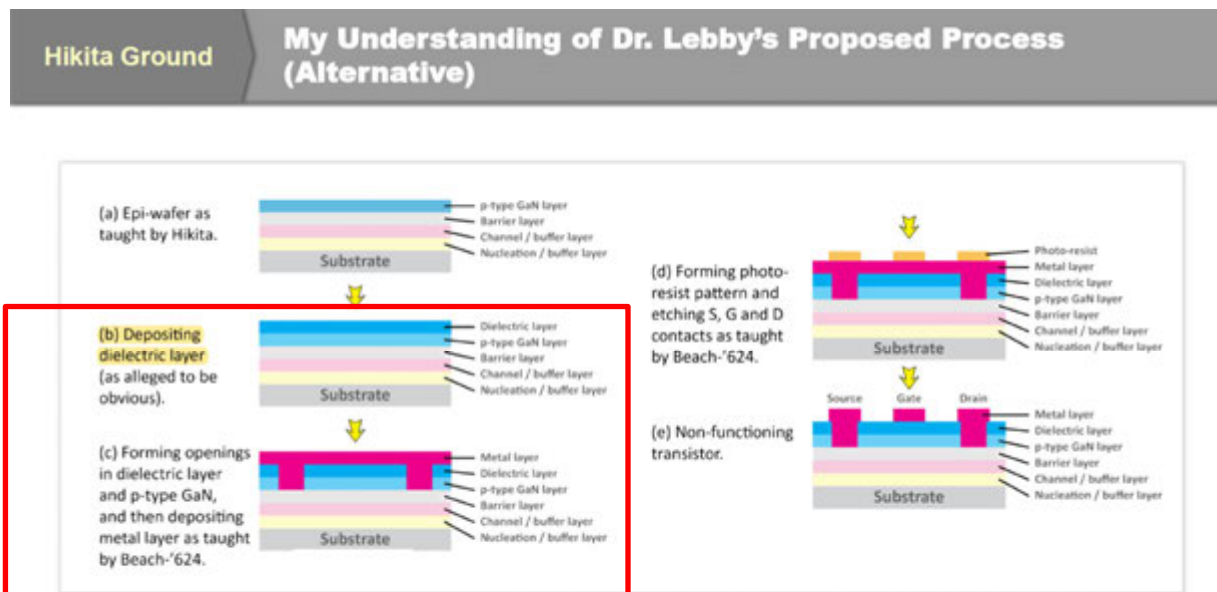 Hikita Ground
My Understanding of Dr. Lebby's Proposed Process
(Alternative)
(a) Epi-wafer as
taught by Hikita.
p-type GaN layer
Barrier layer
Channel / buffer layer
Nucleation / buffer layer
Substrate
(b) Depositing
dielectric layer
(as alleged to be
obvious).
Dielectric layer
p-type GaN layer
Barrier layer
Channel / buffer layer
Nucleation / buffer layer
Substrate
(c) Forming openings
in dielectric layer
and p-type GaN,
and then depositing
metal layer as taught
by Beach-'624.
Metal layer
Dielectric layer
p-type GaN layer
Barrier layer
Channel / buffer layer
Nucleation / buffer layer
Substrate
(d) Forming photo-
resist pattern and
etching S, G and D
contacts as taught
by Beach-'624.
Photo-resist
Metal layer
Dielectric layer
p-type GaN layer
Barrier layer
Channel / buffer layer
Nucleation / buffer layer
Substrate
(e) Non-functioning
transistor.
Source Gate Drain
Metal layer
Dielectric layer
p-type GaN layer
Barrier layer
Channel / buffer layer
Nucleation / buffer layer
Substrate